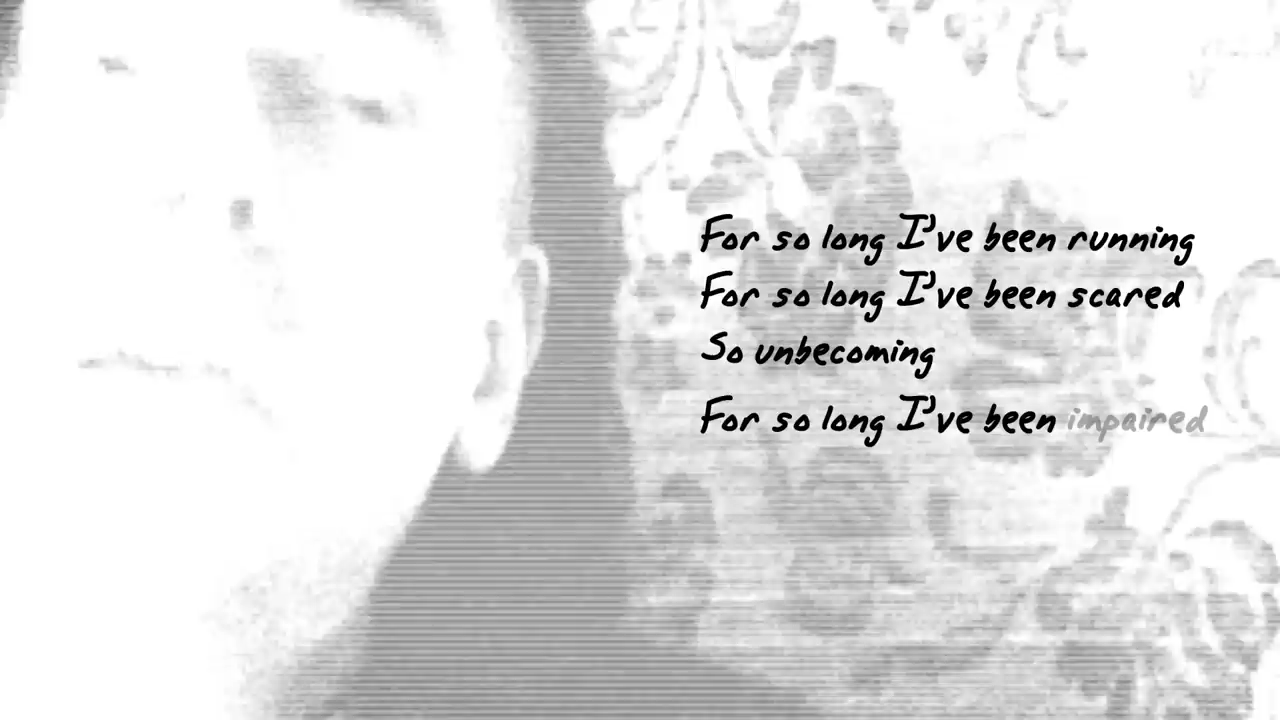 For so long I've been running
For so long I've been scared
So unbecoming
For so long I've been impaired